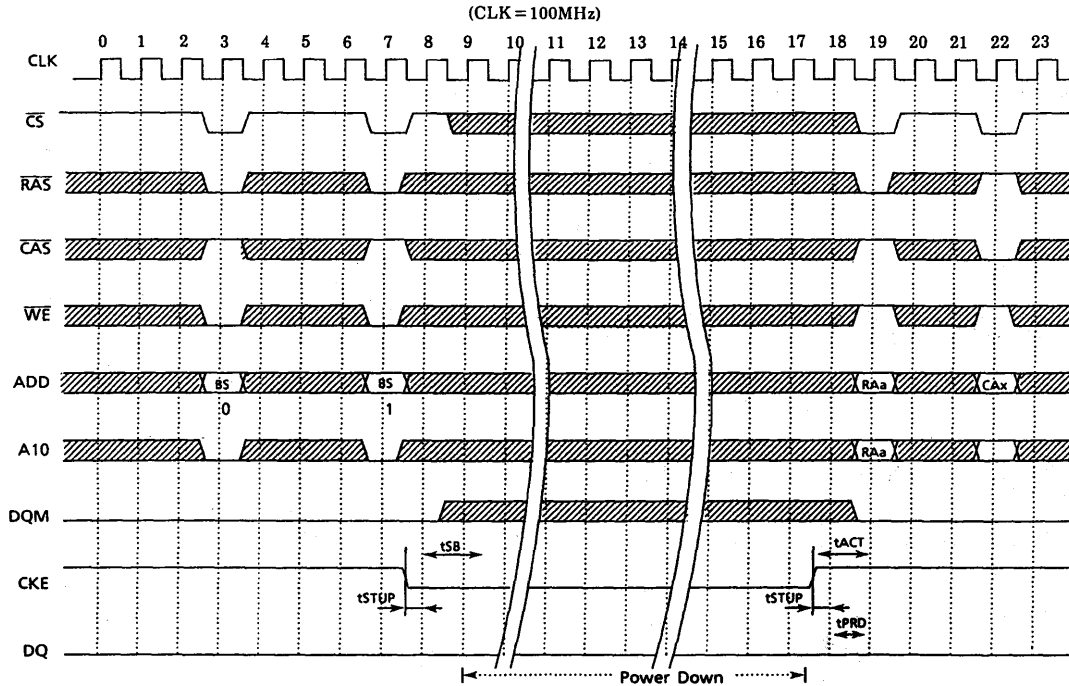 (CLK=100MHz)
0 1 2 3 4 5 6 7 8 9 10 11 12 13 14 15 16 17 18 19 20 21 22 23
CLK
CS
RAS
CAS
WE
ADD BS BS RAa CAx
0 1
A10 RAa
DQM
tSB tACT
CKE
tSTUP tSTUP
tPRD
DQ
Power Down